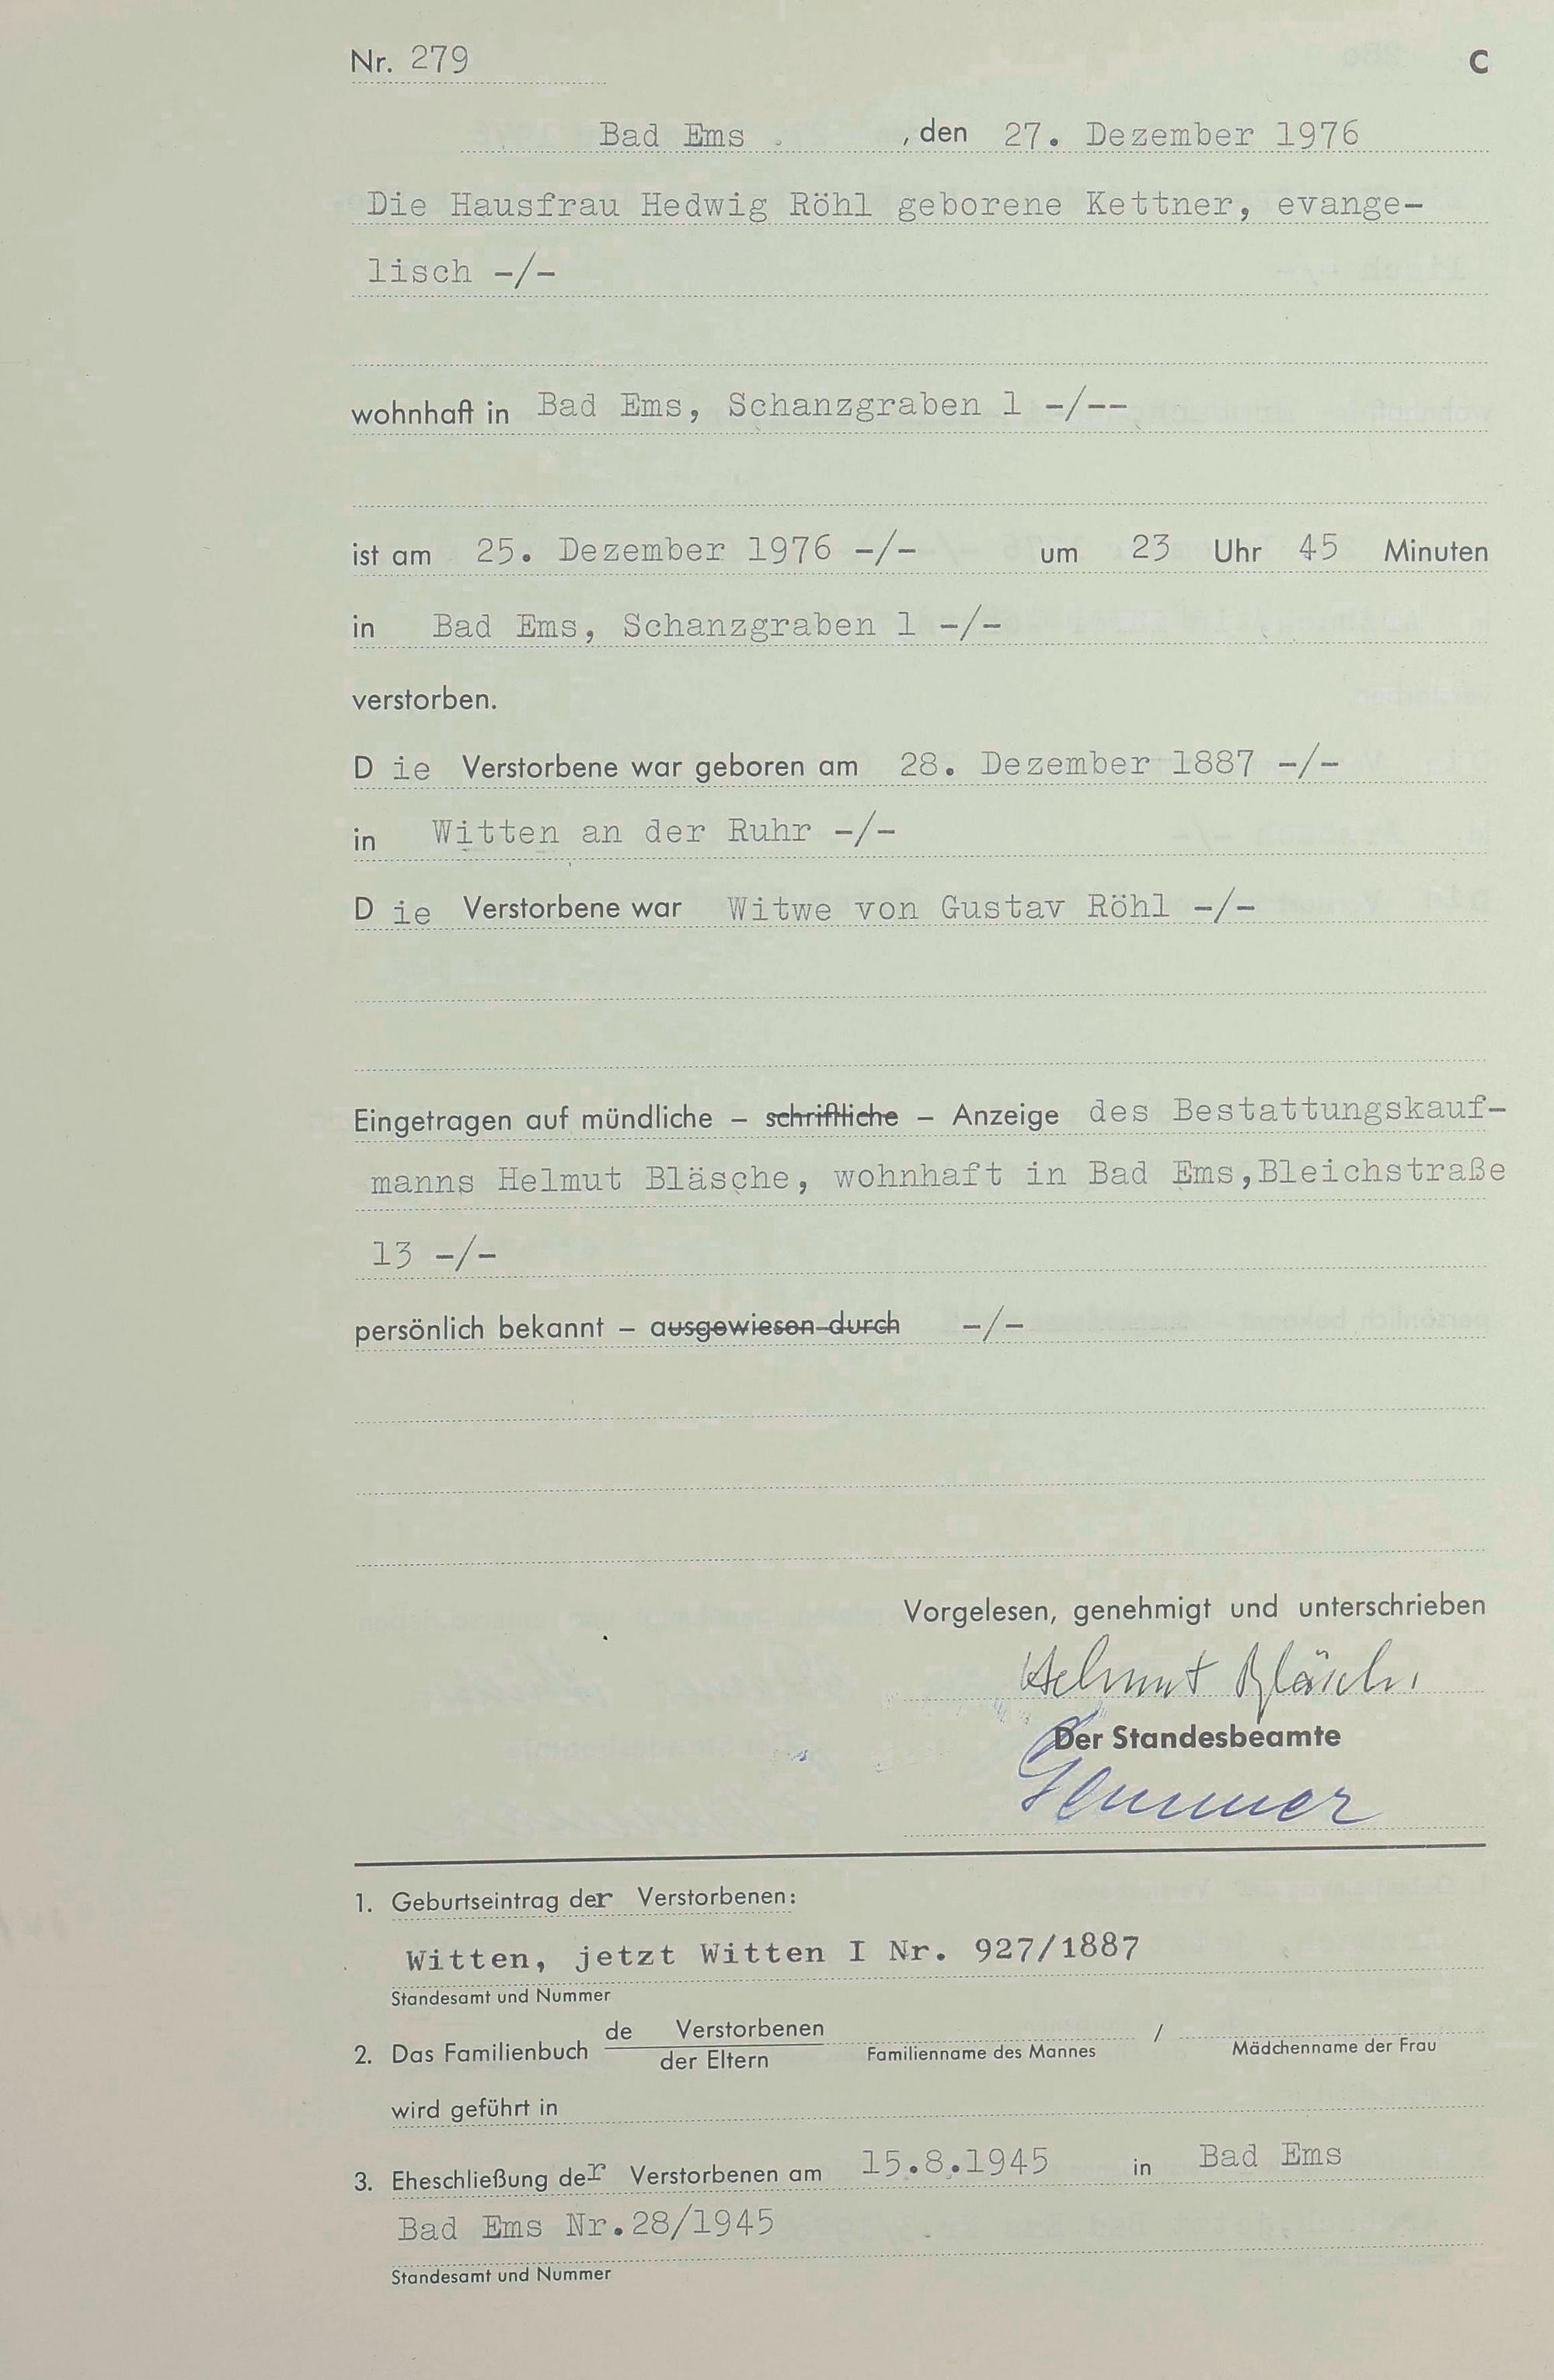 Nr. 279 C
Bad Ems , den 27. Dezember 1976
Die Hausfrau Hedwig Röhl geborene Kettner, evange-
lisch -/-
wohnhaft in Bad Ems, Schanzgraben 1 -/--
ist am 25. Dezember 1976 -/- um 23 Uhr 45 Minuten
in Bad Ems, Schanzgraben 1 -/-
verstorben.
D ie Verstorbene war geboren am 28. Dezember 1887 -/-
in Witten an der Ruhr -/-
D ie Verstorbene war Witwe von Gustav Röhl -/-
Eingetragen auf mündliche – schriftliche – Anzeige des Bestattungskauf-
manns Helmut Bläsche, wohnhaft in Bad Ems,Bleichstraße
13 -/-
persönlich bekannt – ausgewiesen durch -/-
Vorgelesen, genehmigt und unterschrieben
Helmut Bläsche
Der Standesbeamte
1. Geburtseintrag der Verstorbenen:
Witten, jetzt Witten I Nr. 927/1887
Standesamt und Nummer
2. Das Familienbuch de Verstorbenen / 
der Eltern Familienname des Mannes Mädchenname der Frau
wird geführt in
3. Eheschließung der Verstorbenen am 15.8.1945 in Bad Ems
Bad Ems Nr.28/1945
Standesamt und Nummer